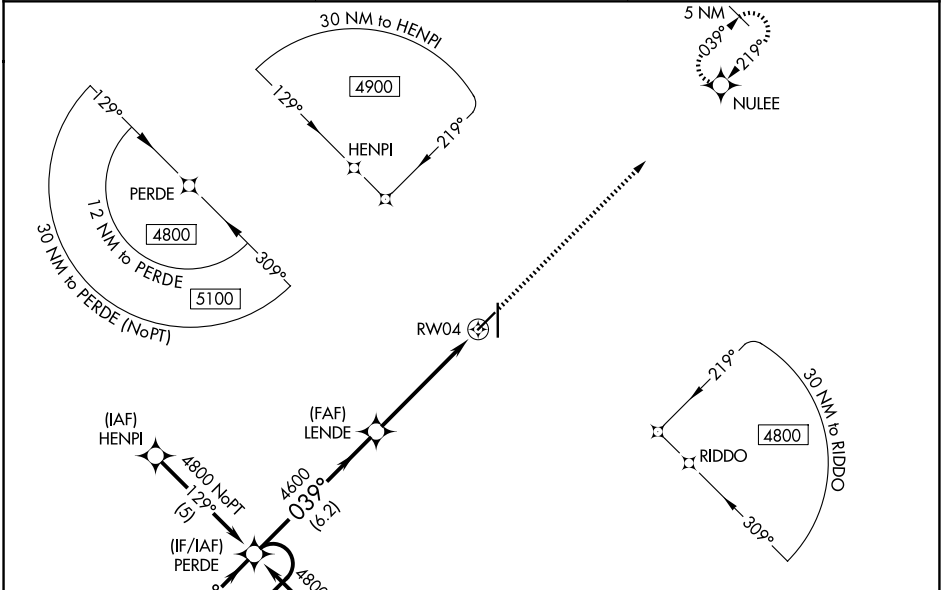 30 NM to HENPI
4900
129°
219°
HENPI
5 NM
039°
219°
NULEE
129°
PERDE
4800
12 NM to PERDE
309°
5100
30 NM to PERDE (NoPT)
RW04
(FAF)
LENDE
219°
30 NM to RIDDO
4800
RIDDO
309°
(IAF)
HENPI
4800 NoPT
129°
(5)
4600
039°
(6.2)
(IF/IAF)
PERDE
4800